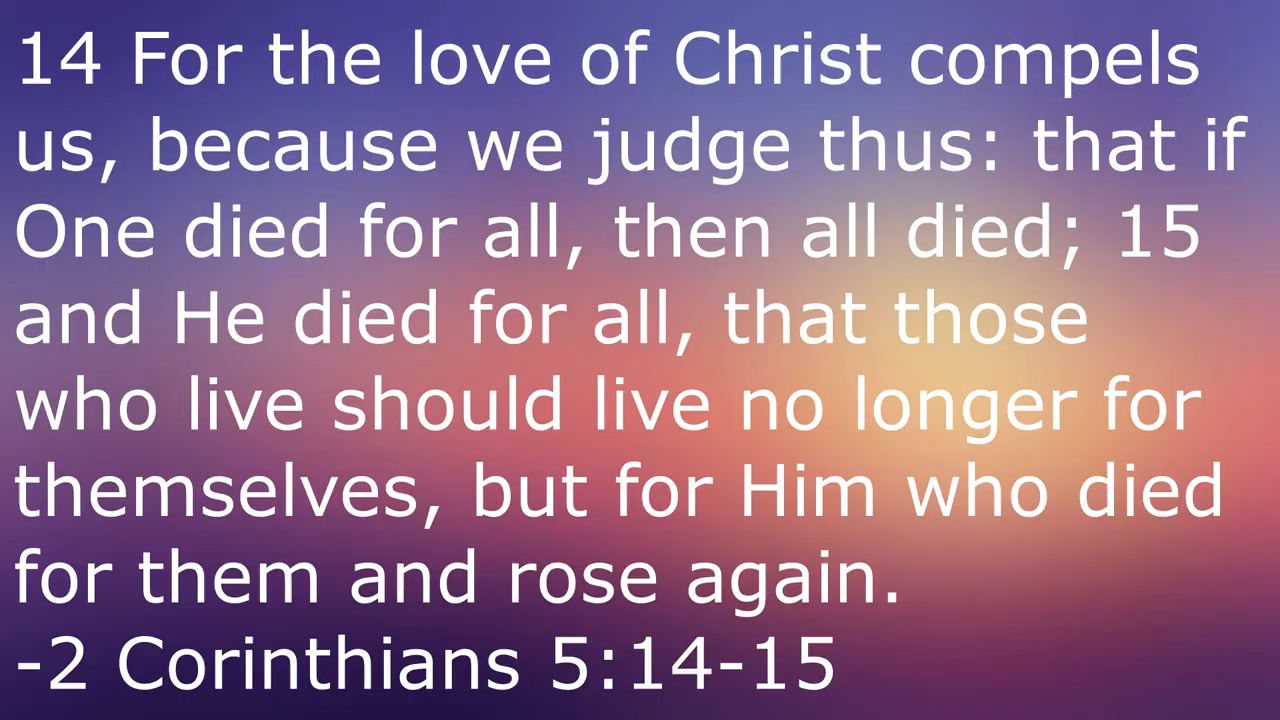 14 For the love of Christ compels
us, because we judge thus: that if
One died for all, then all died; 15
and He died for all, that those
who live should live no longer for
themselves, but for Him who died
for them and rose again.
-2 Corinthians 5:14-15